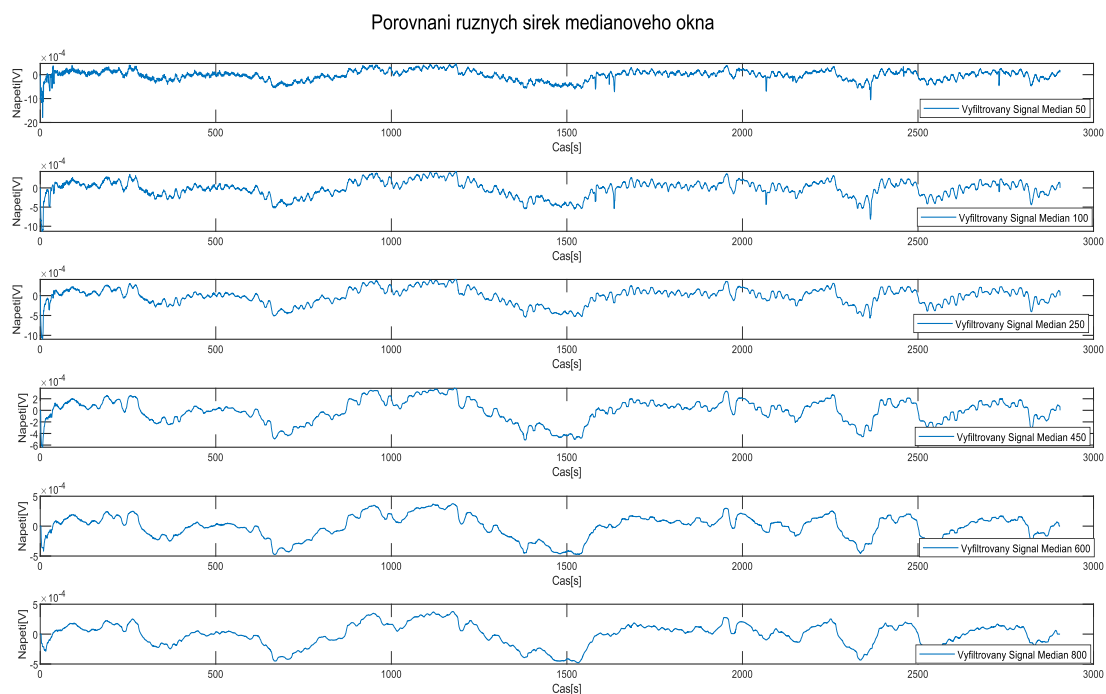 Porovnani ruznych sirek medianoveho okna
×10⁻⁴
0
-10
-20
Napeti[V]
0 500 1000 1500 2000 2500 3000
Cas[s]
Vyfiltrovany Signal Median 50
×10⁻⁴
0
-5
-10
Napeti[V]
0 500 1000 1500 2000 2500 3000
Cas[s]
Vyfiltrovany Signal Median 100
×10⁻⁴
0
-5
-10
Napeti[V]
0 500 1000 1500 2000 2500 3000
Cas[s]
Vyfiltrovany Signal Median 250
×10⁻⁴
2
0
-2
-4
-6
Napeti[V]
0 500 1000 1500 2000 2500 3000
Cas[s]
Vyfiltrovany Signal Median 450
×10⁻⁴
5
0
-5
Napeti[V]
0 500 1000 1500 2000 2500 3000
Cas[s]
Vyfiltrovany Signal Median 600
×10⁻⁴
5
0
-5
Napeti[V]
0 500 1000 1500 2000 2500 3000
Cas[s]
Vyfiltrovany Signal Median 800